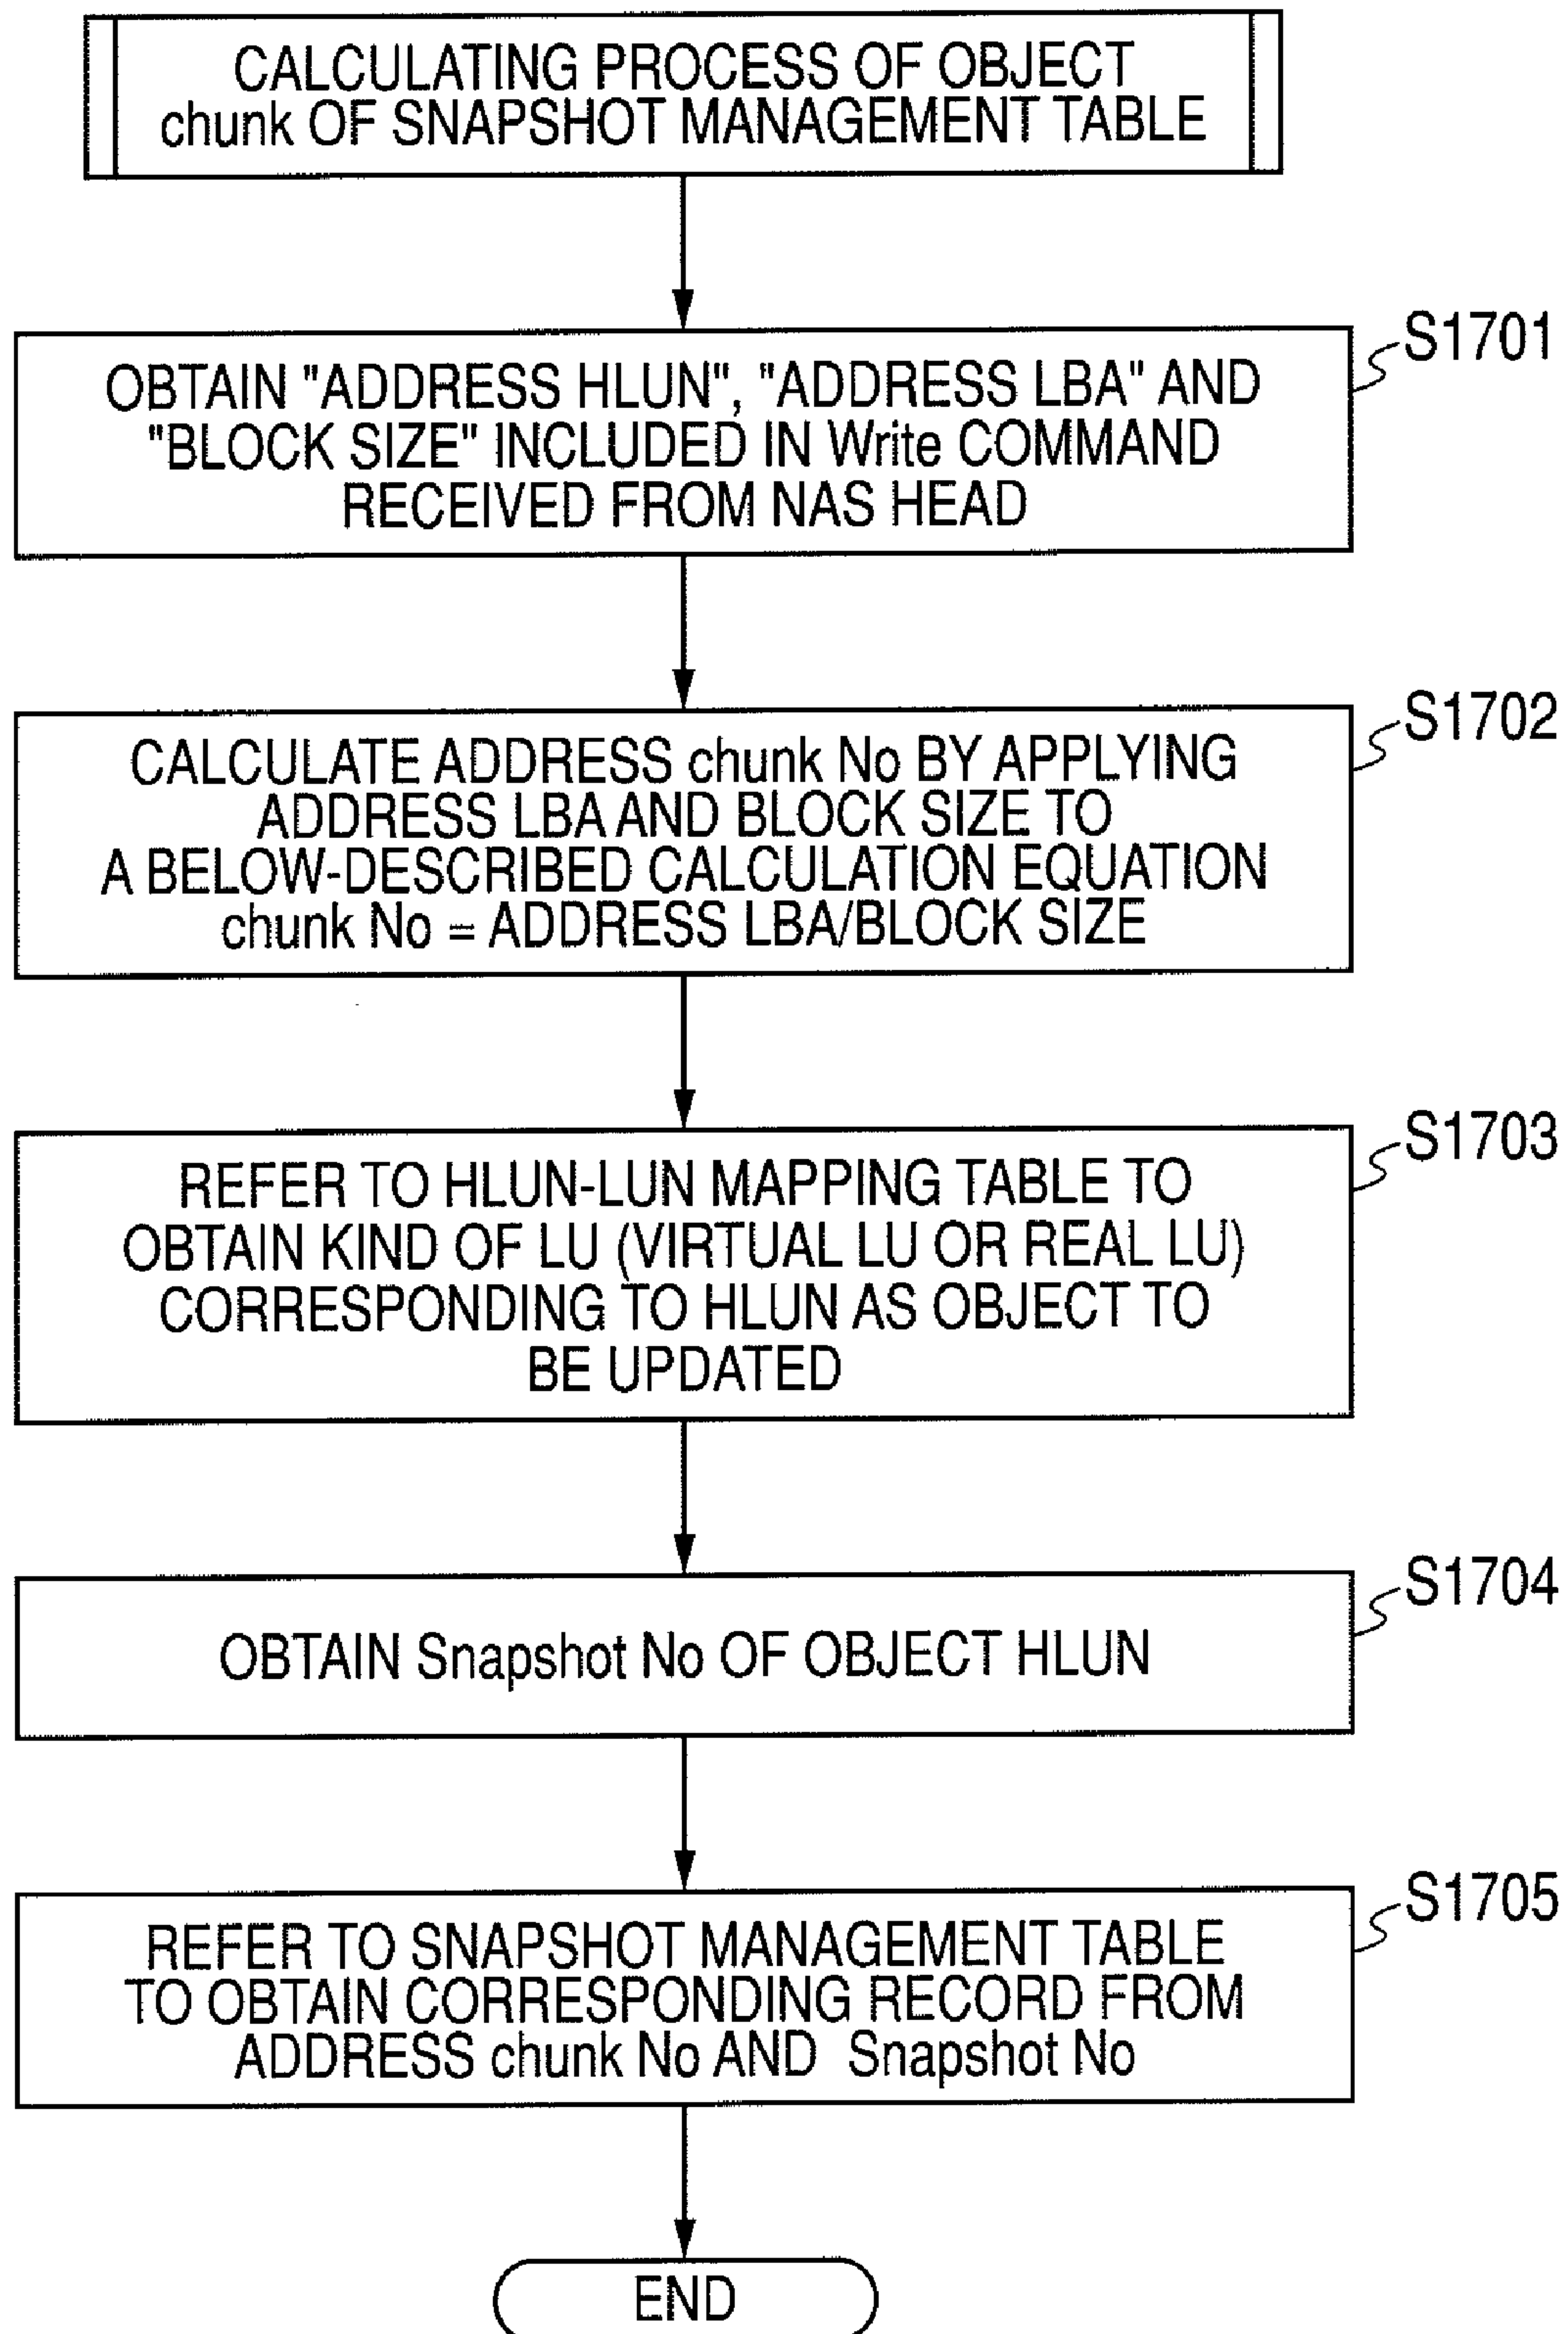 CALCULATING PROCESS OF OBJECT
chunk OF SNAPSHOT MANAGEMENT TABLE
S1701
OBTAIN "ADDRESS HLUN", "ADDRESS LBA" AND
"BLOCK SIZE" INCLUDED IN Write COMMAND
RECEIVED FROM NAS HEAD
S1702
CALCULATE ADDRESS chunk No BY APPLYING
ADDRESS LBA AND BLOCK SIZE TO
A BELOW-DESCRIBED CALCULATION EQUATION
chunk No = ADDRESS LBA/BLOCK SIZE
S1703
REFER TO HLUN-LUN MAPPING TABLE TO
OBTAIN KIND OF LU (VIRTUAL LU OR REAL LU)
CORRESPONDING TO HLUN AS OBJECT TO
BE UPDATED
S1704
OBTAIN Snapshot No OF OBJECT HLUN
S1705
REFER TO SNAPSHOT MANAGEMENT TABLE
TO OBTAIN CORRESPONDING RECORD FROM
ADDRESS chunk No AND Snapshot No
END